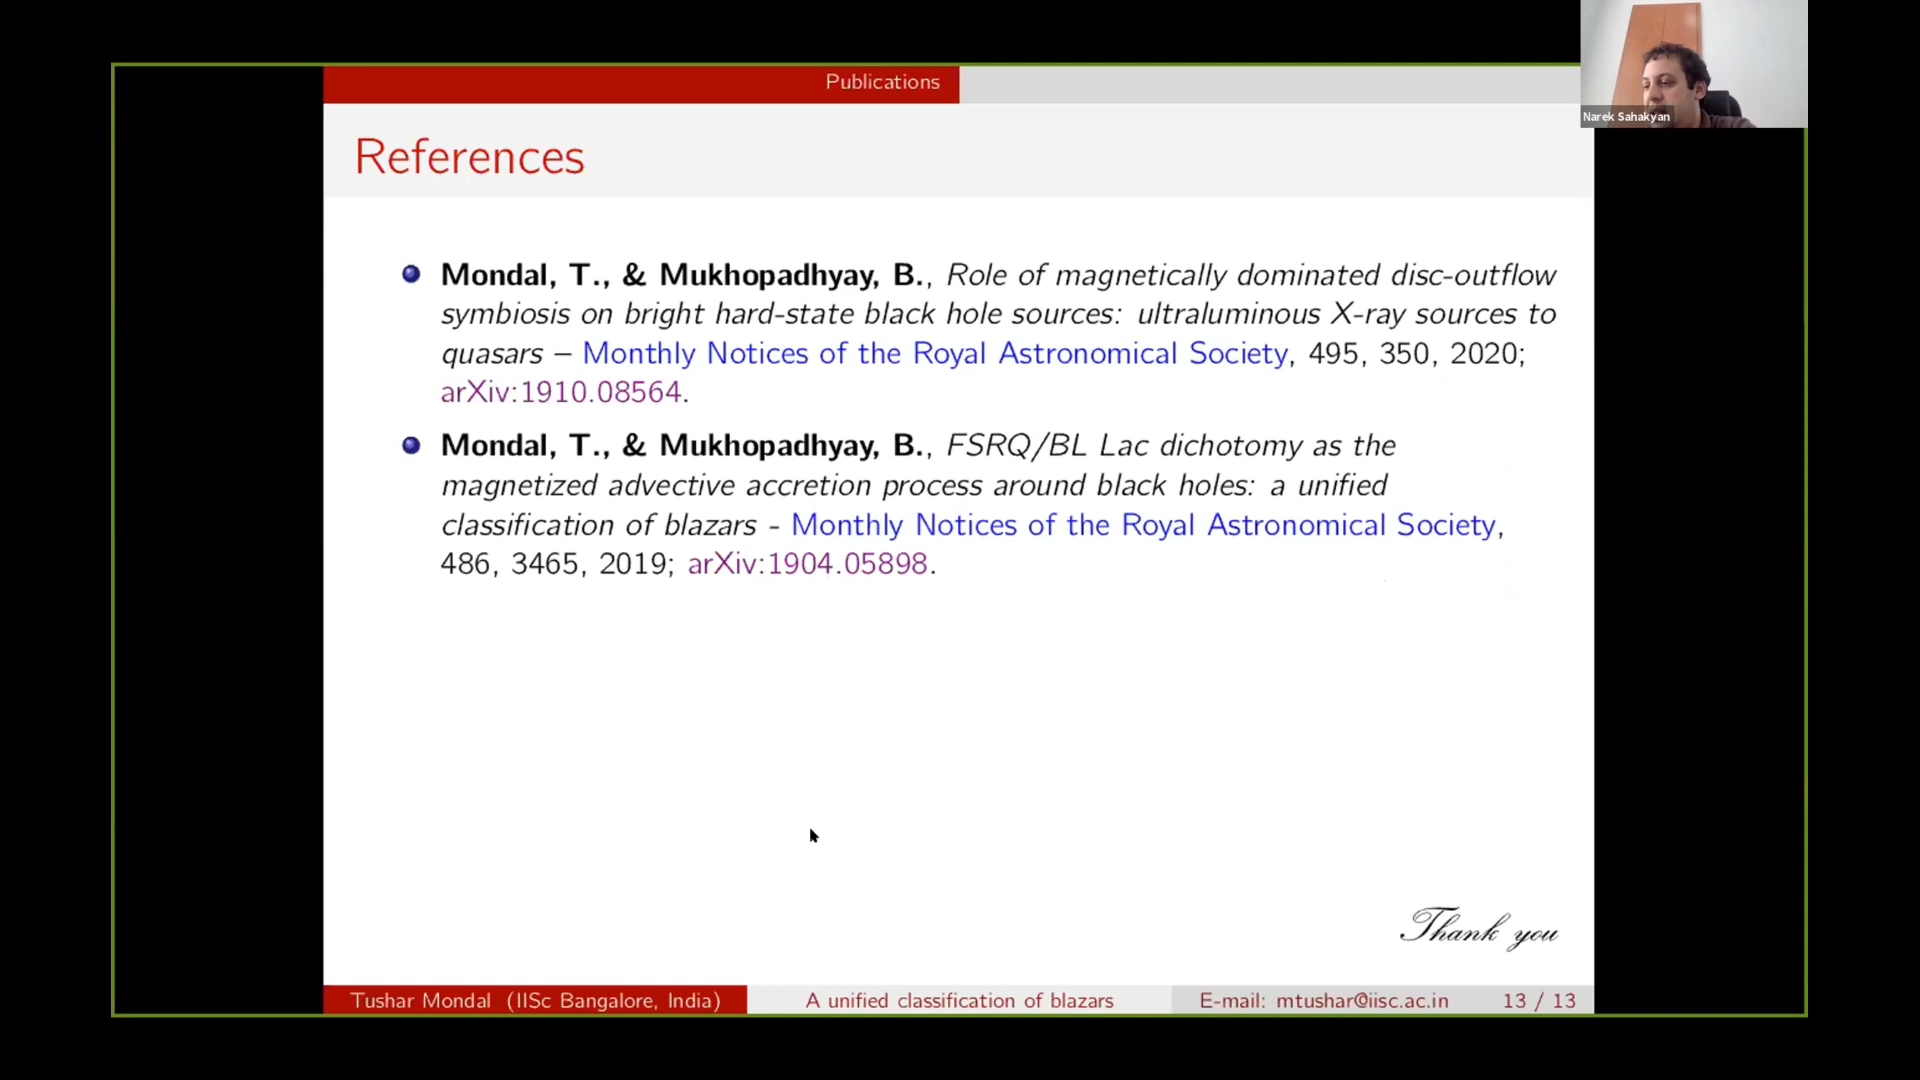 Publications
Narek Sahakyan
References
Mondal, T., & Mukhopadhyay, B., Role of magnetically dominated disc-outflow
symbiosis on bright hard-state black hole sources: ultraluminous X-ray sources to
quasars – Monthly Notices of the Royal Astronomical Society, 495, 350, 2020;
arXiv:1910.08564.
Mondal, T., & Mukhopadhyay, B., FSRQ/BL Lac dichotomy as the
magnetized advective accretion process around black holes: a unified
classification of blazars - Monthly Notices of the Royal Astronomical Society,
486, 3465, 2019; arXiv:1904.05898.
Thank you
Tushar Mondal (IISc Bangalore, India) A unified classification of blazars E-mail: mtushar@iisc.ac.in 13 / 13